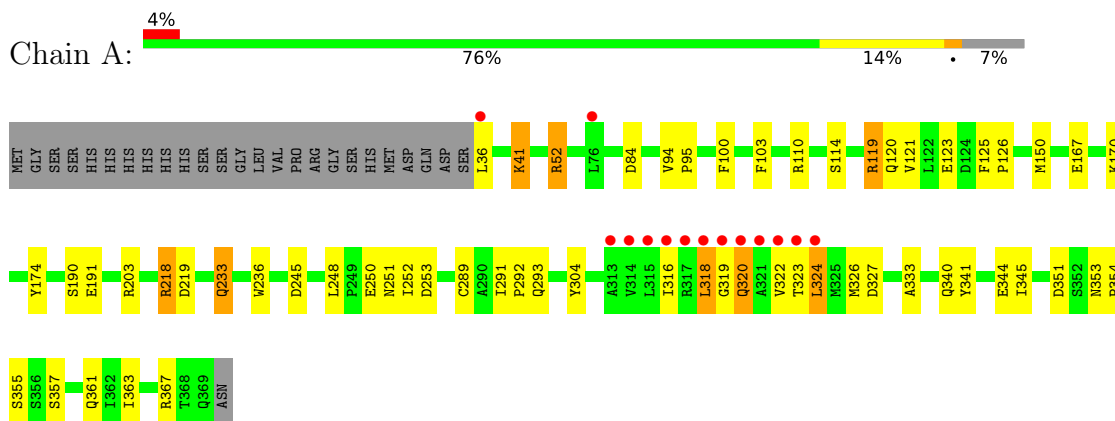 4%
Chain A:
76% 14% • 7%
MET GLY SER SER HIS HIS HIS HIS HIS HIS SER SER GLY LEU VAL PRO ARG GLY SER HIS MET ASP GLN ASP SER L36 K41 R52 L76 D84 V94 P95 F100 F103 R110 S114 R119 Q120 V121 L122 E123 D124 F125 P126 M150 E167 K170
Y174 S190 E191 R203 R218 D219 Q233 W236 D245 L248 P249 E250 N251 I252 D253 C289 A290 I291 P292 Q293 Y304 A313 V314 L315 I316 R317 L318 G319 Q320 A321 V322 T323 L324 M325 M326 D327 A333 Q340 Y341 E344 I345 D351 S352 N353
S355 S356 S357 Q361 I362 I363 R367 T368 Q369 ASN